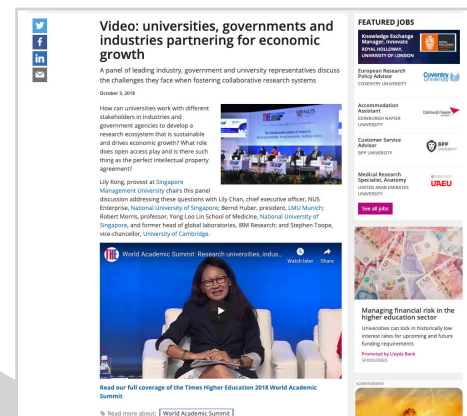 Video: universities, governments and
industries partnering for economic
growth
A panel of leading industry, government and university representatives discuss
the challenges they face when fostering collaborative research systems
October 3, 2018
How can universities work with different
stakeholders in industries and
government agencies to develop a
research ecosystem that is sustainable
and drives economic growth? What role
does open access play and is there such
thing as the perfect intellectual property
agreement?
NUS
Lily Kong, provost at Singapore
Management University chairs this panel
discussion addressing these questions with Lily Chan, chief executive officer, NUS
Enterprise, National University of Singapore; Bernd Huber, president, LMU Munich;
Robert Morris, professor, Yong Loo Lin School of Medicine, National University of
Singapore, and former head of global laboratories, IBM Research; and Stephen Toope,
vice-chancellor, University of Cambridge.
THE World Academic Summit: Research universities, indus...
Watch later
Share
Read our full coverage of the Times Higher Education 2018 World Academic
Summit
Read more about: World Academic Summit
FEATURED JOBS
Knowledge Exchange
Manager, Innovate
ROYAL HOLLOWAY,
UNIVERSITY OF LONDON
European Research
Policy Advisor
COVENTRY UNIVERSITY
Coventry
University
Accommodation
Assistant
EDINBURGH NAPIER
UNIVERSITY
Edinburgh Napier
Customer Service
Advisor
BPP UNIVERSITY
BPP
UNIVERSITY
Medical Research
Specialist, Anatomy
UNITED ARAB EMIRATES
UNIVERSITY
UAEU
See all jobs
Managing financial risk in the
higher education sector
Universities can lock in historically low
interest rates for upcoming and future
funding requirements
Promoted by Lloyds Bank
SPONSORED
ADVERTISEMENT